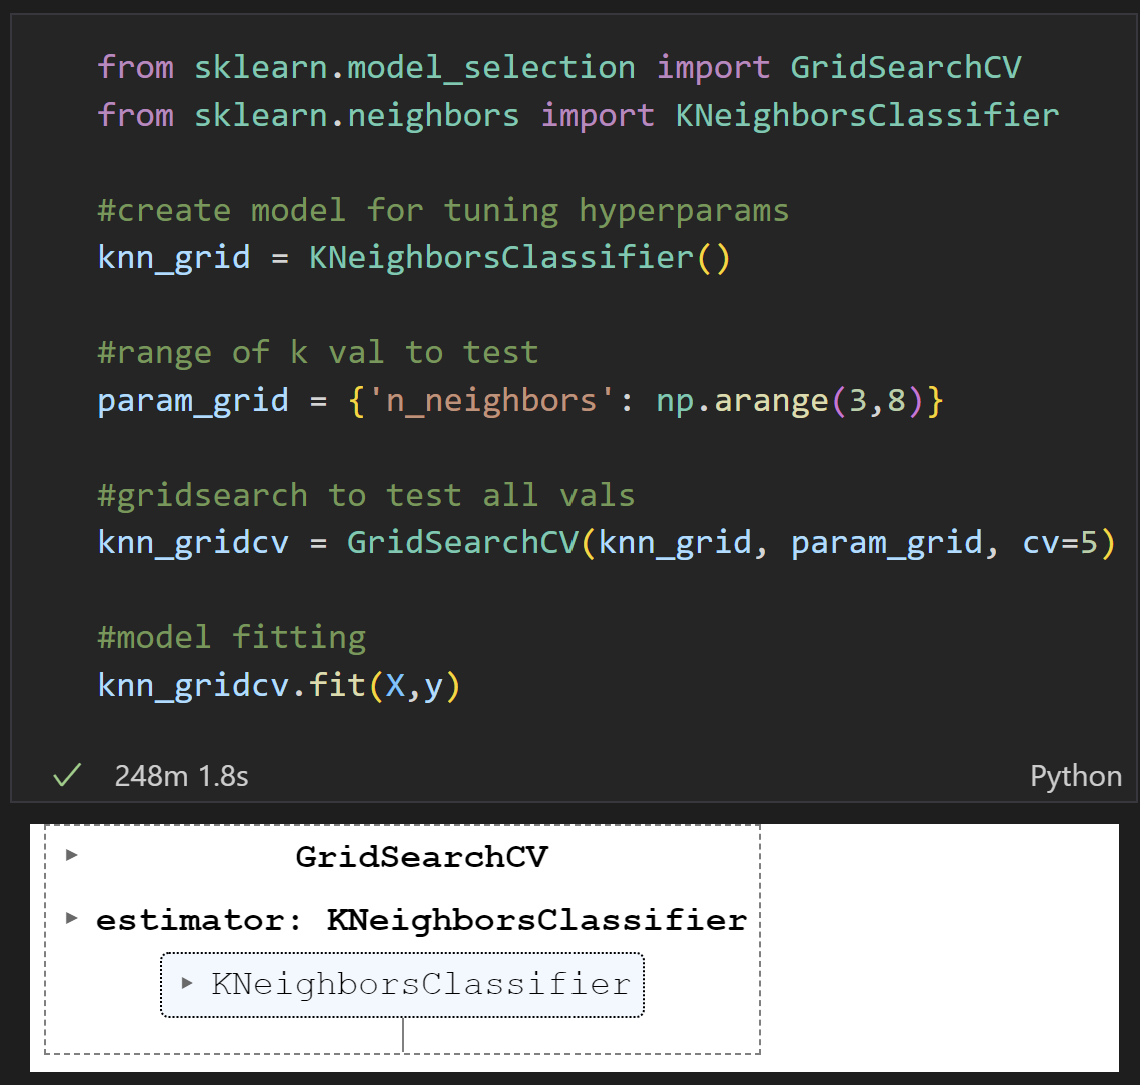 from sklearn.model_selection import GridSearchCV
from sklearn.neighbors import KNeighborsClassifier
#create model for tuning hyperparams
knn_grid = KNeighborsClassifier()
#range of k val to test
param_grid = {'n_neighbors': np.arange(3,8)}
#gridsearch to test all vals
knn_gridcv = GridSearchCV(knn_grid, param_grid, cv=5)
#model fitting
knn_gridcv.fit(X,y)
248m 1.8s Python
GridSearchCV
estimator: KNeighborsClassifier
KNeighborsClassifier